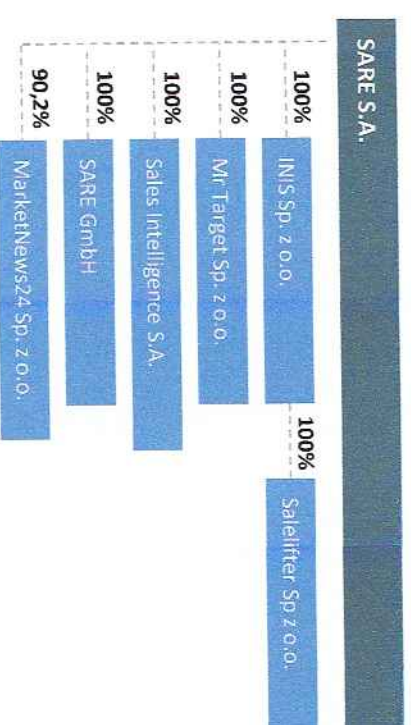 SARE S.A.
100% INIS Sp. z o.o. 100% Salelifter Sp z o.o.
100% Mr Target Sp. z o.o.
100% Sales Intelligence S.A.
100% SARE GmbH
90,2% MarketNews24 Sp. z o.o.